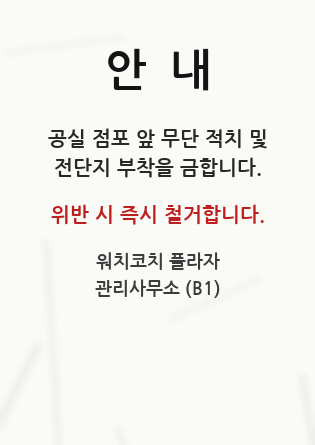 안 내
공실 점포 앞 무단 적치 및
전단지 부착을 금합니다.
위반 시 즉시 철거합니다.
워치코치 플라자
관리사무소 (B1)